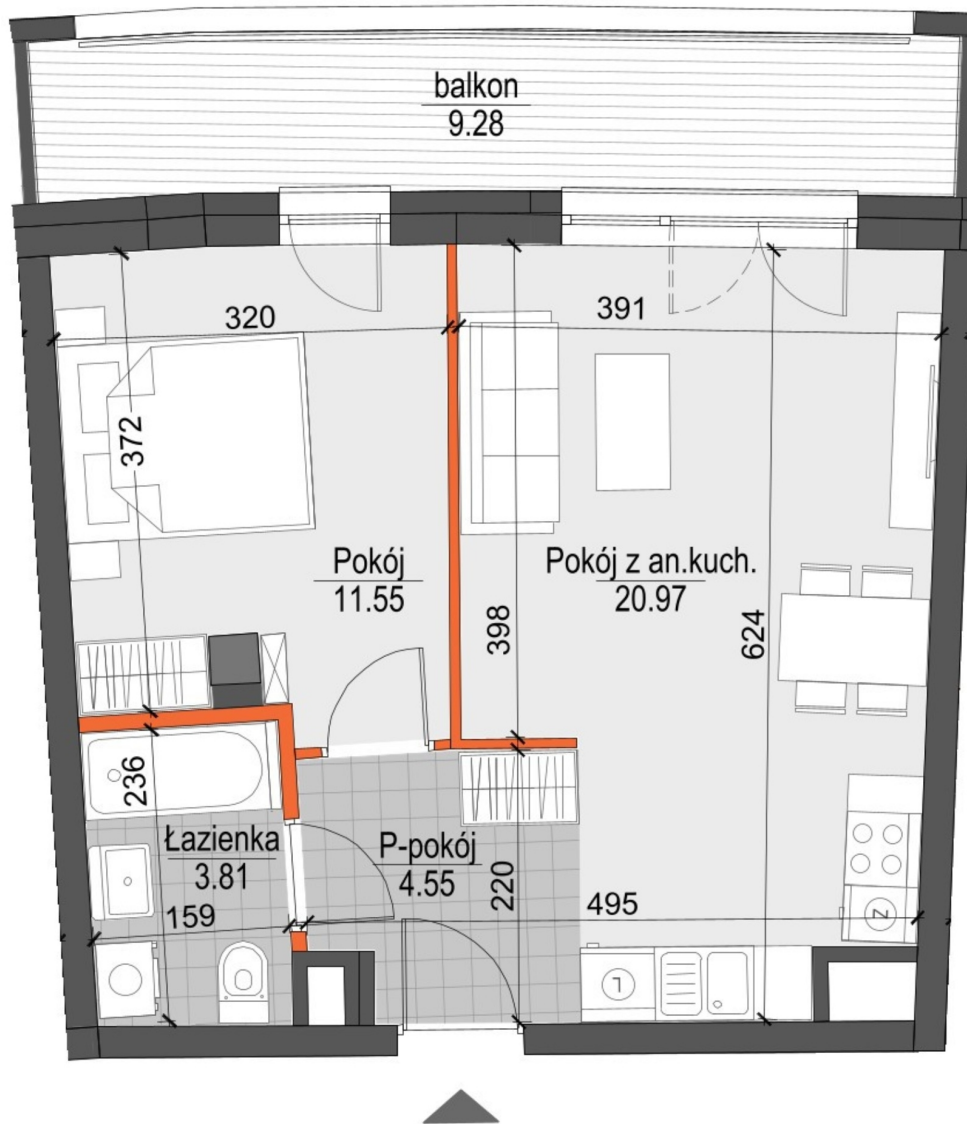 balkon
9.28
320
391
372
Pokój
11.55
Pokój z an.kuch.
20.97
398
624
236
Łazienka
3.81
P-pokój
4.55
220
159
495
Z
L